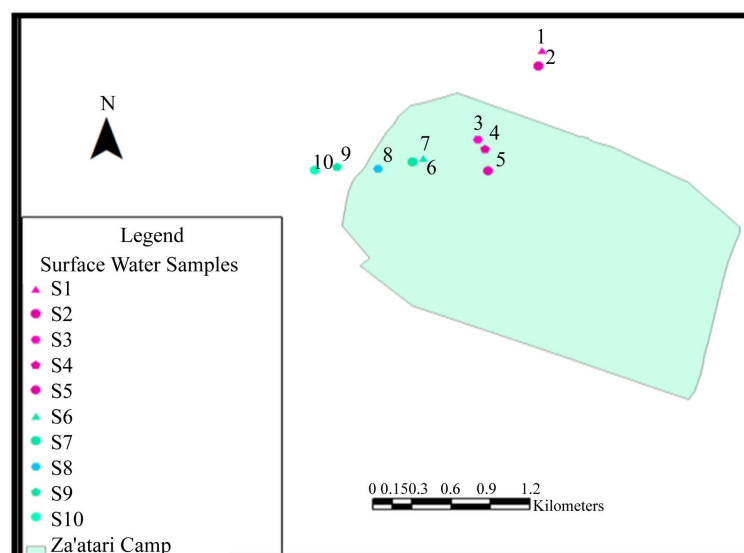 1
2
N
3
4
7
9
8
10
5
6
Legend
Surface Water Samples
S1
S2
S3
S4
S5
S6
S7
S8
S9
S10
Za'atari Camp
0 0.150.3 0.6 0.9 1.2
Kilometers